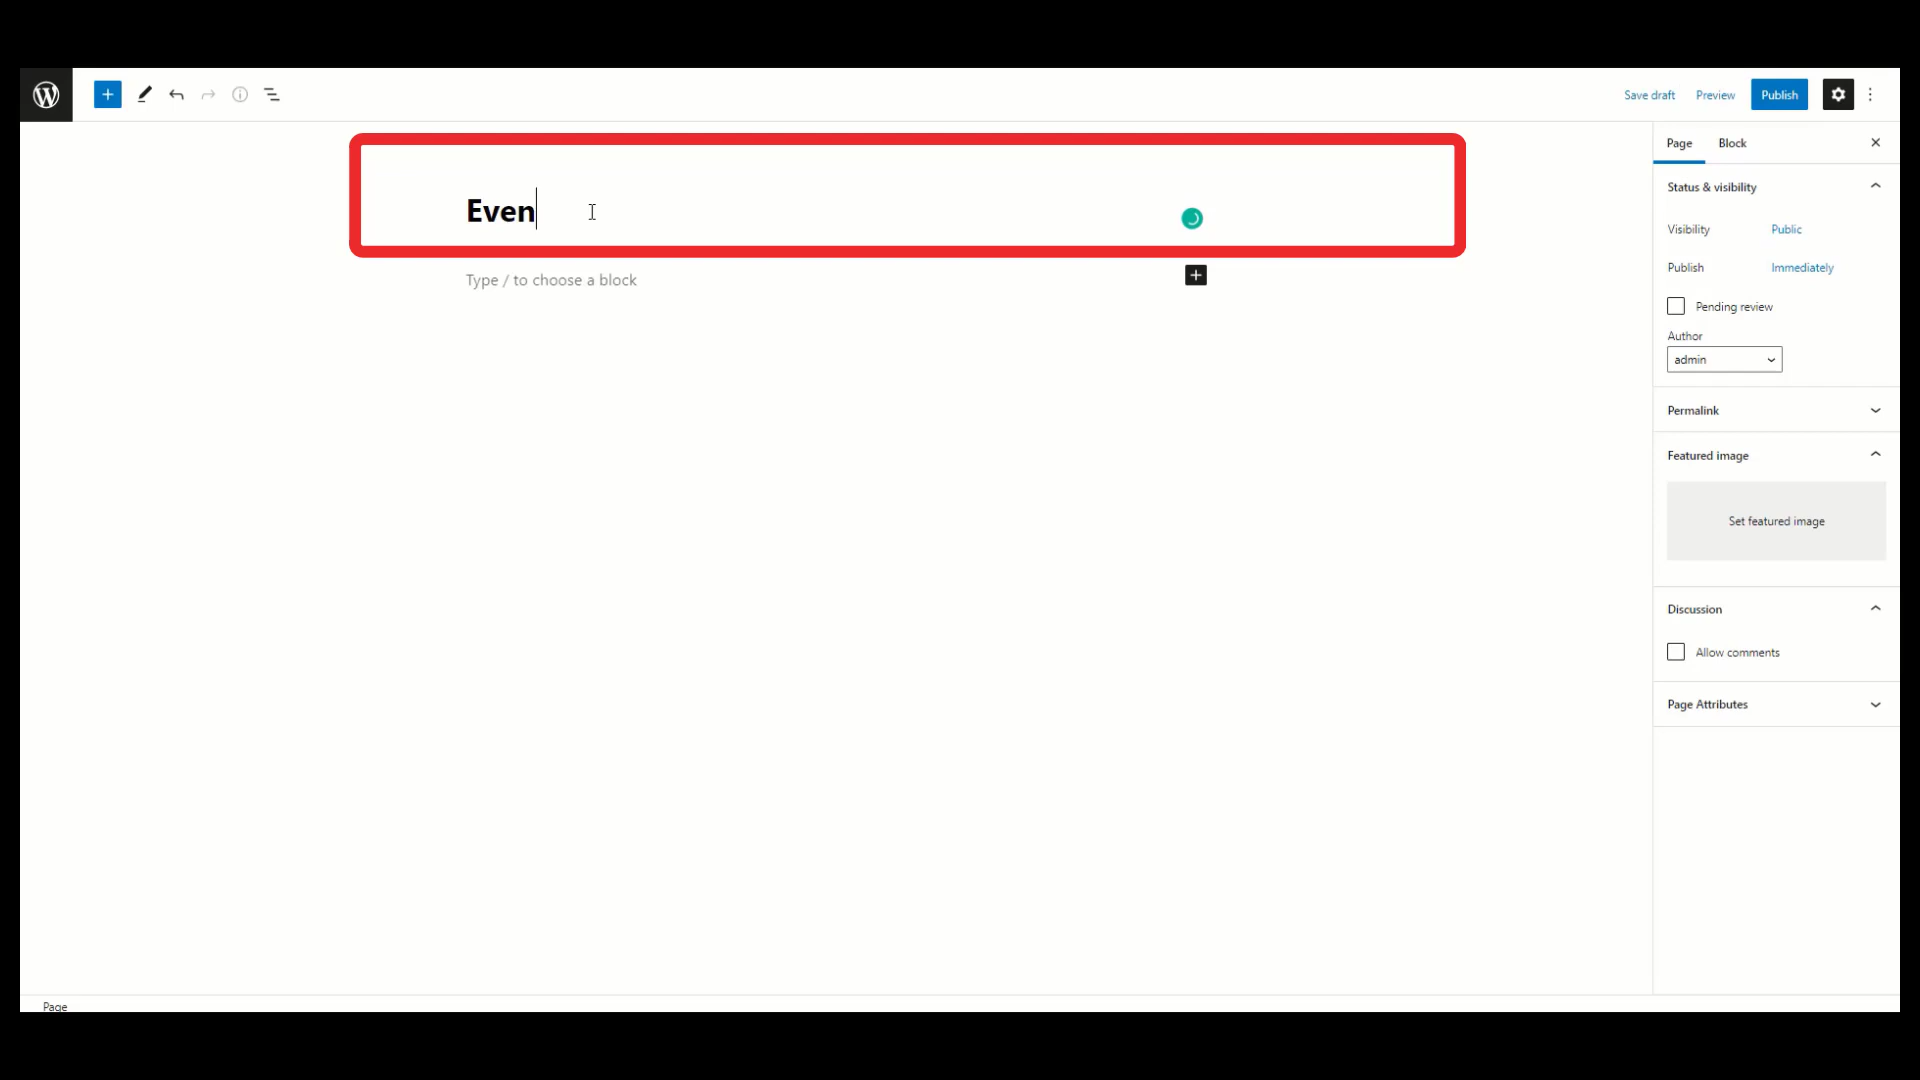 Save draft Preview Publish
Page Block
Even
Status & visibility
Visibility Public
Type / to choose a block
Publish Immediately
Pending review
Author
admin
Permalink
Featured image
Set featured image
Discussion
Allow comments
Page Attributes
Page